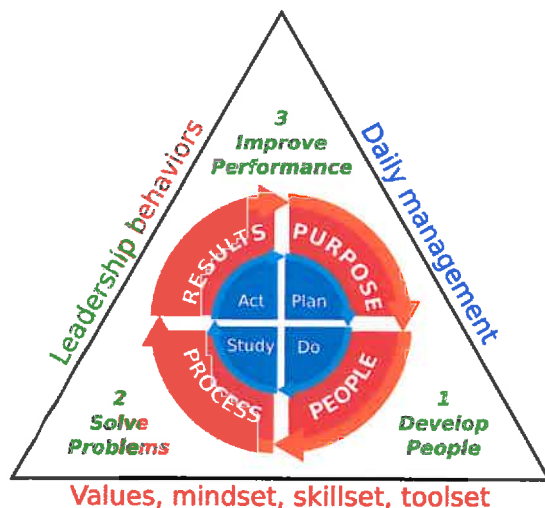 3
Improve
Performance
Leadership behaviors
Daily management
RESULTS
PURPOSE
Act
Plan
Study
Do
PROCESS
PEOPLE
2
Solve
Problems
1
Develop
People
Values, mindset, skillset, toolset